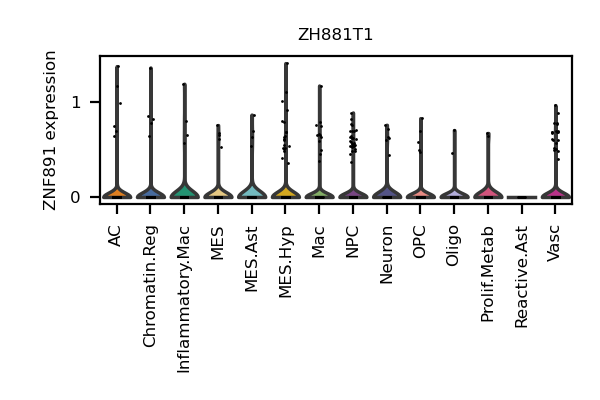 ZH881T1
ZNF891 expression
1
0
AC
Chromatin.Reg
Inflammatory.Mac
MES
MES.Ast
MES.Hyp
Mac
NPC
Neuron
OPC
Oligo
Prolif.Metab
Reactive.Ast
Vasc